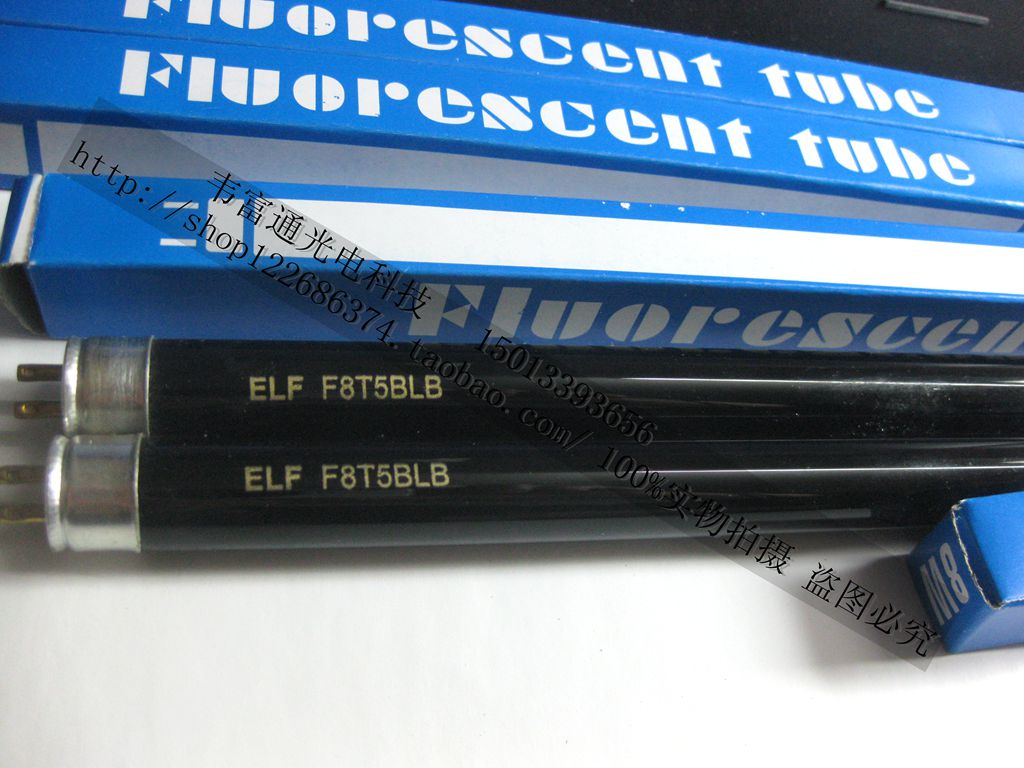 Fluorescent tube
Fluorescent tube
Fluorescen
ELF F8T5BLB
ELF F8T5BLB
M8
韦富通光电科技 15013393656
http://shop122686374.taobao.com/ 100%实物拍摄 盗图必究